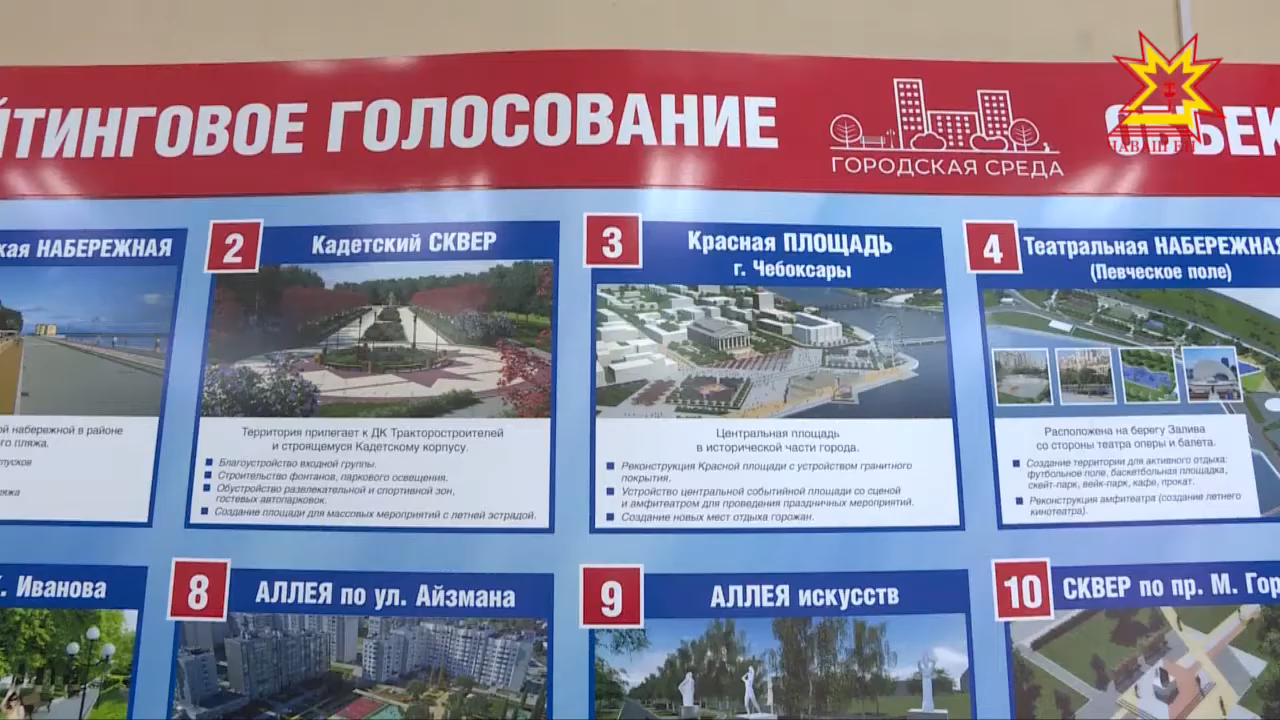 ЙТИНГОВОЕ ГОЛОСОВАНИЕ
ГОРОДСКАЯ СРЕДА
ЧӐВАШ ЕН
КАЯ НАБЕРЕЖНАЯ
ой набережной в районе
го пляжа.
пусков
ляжа
2
Кадетский СКВЕР
Территория прилегает к ДК Тракторостроителей
и строящемуся Кадетскому корпусу.
Благоустройство входной группы.
Строительство фонтанов, паркового освещения.
Обустройство развлекательной и спортивной зон,
гостевых автопарковок.
Создание площади для массовых мероприятий с летней эстрадой.
3
Красная ПЛОЩАДЬ
г. Чебоксары
Центральная площадь
в исторической части города.
Реконструкция Красной площади с устройством гранитного
покрытия.
Устройство центральной событийной площади со сценой
и амфитеатром для проведения праздничных мероприятий.
Создание новых мест отдыха горожан.
4
Театральная НАБЕРЕЖНАЯ
(Певческое поле)
Расположена на берегу Залива
со стороны театра оперы и балета.
Создание территории для активного отдыха:
футбольное поле, баскетбольная площадка,
скейт-парк, вейк-парк, кафе, прокат.
Реконструкция амфитеатра (создание летнего
кинотеатра).
. Иванова
8
АЛЛЕЯ по ул. Айзмана
9
АЛЛЕЯ искусств
10
СКВЕР по пр. М. Гор